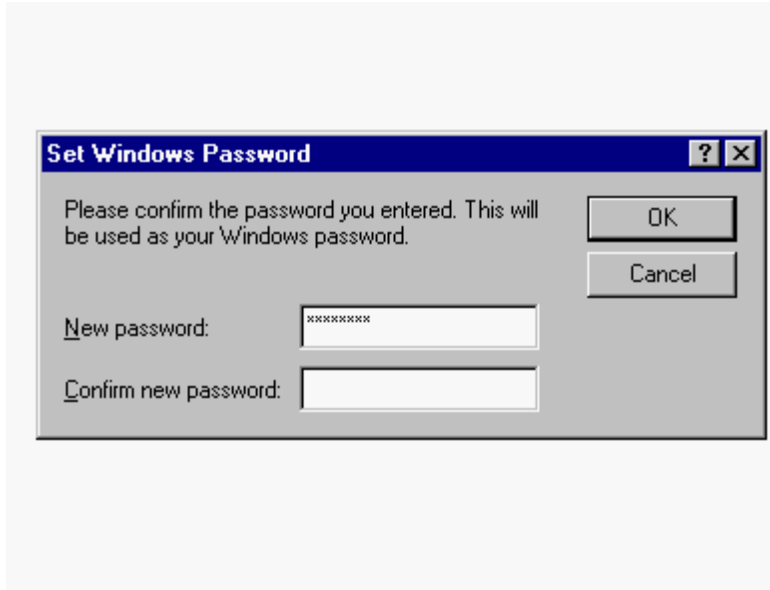 Set Windows Password
Please confirm the password you entered. This will
be used as your Windows password.
OK
Cancel
New password: xxxxxxxx
Confirm new password: